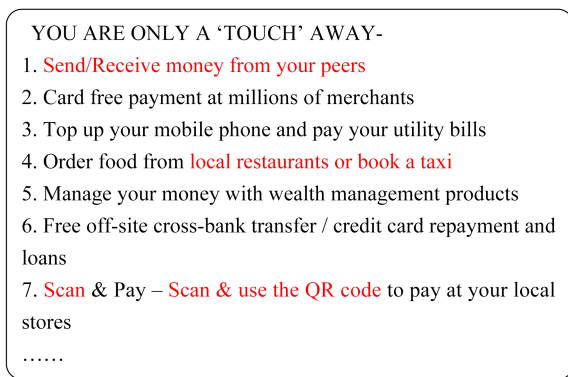 YOU ARE ONLY A ‘TOUCH’ AWAY-
1. Send/Receive money from your peers
2. Card free payment at millions of merchants
3. Top up your mobile phone and pay your utility bills
4. Order food from local restaurants or book a taxi
5. Manage your money with wealth management products
6. Free off-site cross-bank transfer / credit card repayment and
loans
7. Scan & Pay – Scan & use the QR code to pay at your local
stores
……